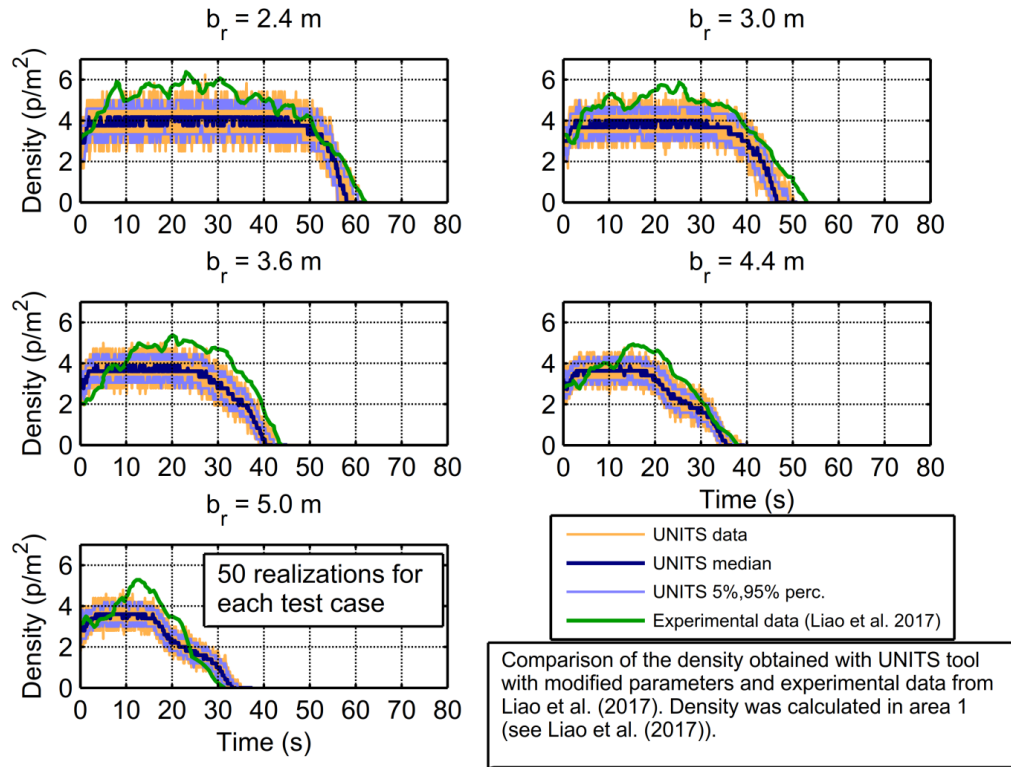 b_r = 2.4 m
b_r = 3.0 m
Density (p/m²)
6
4
2
0
0 10 20 30 40 50 60 70 80
Density (p/m²)
6
4
2
0
0 10 20 30 40 50 60 70 80
b_r = 3.6 m
b_r = 4.4 m
Density (p/m²)
6
4
2
0
0 10 20 30 40 50 60 70 80
Density (p/m²)
6
4
2
0
0 10 20 30 40 50 60 70 80
Time (s)
b_r = 5.0 m
Density (p/m²)
6
4
2
0
0 10 20 30 40 50 60 70 80
Time (s)
50 realizations for
each test case
UNITS data
UNITS median
UNITS 5%,95% perc.
Experimental data (Liao et al. 2017)
Comparison of the density obtained with UNITS tool
with modified parameters and experimental data from
Liao et al. (2017). Density was calculated in area 1
(see Liao et al. (2017)).